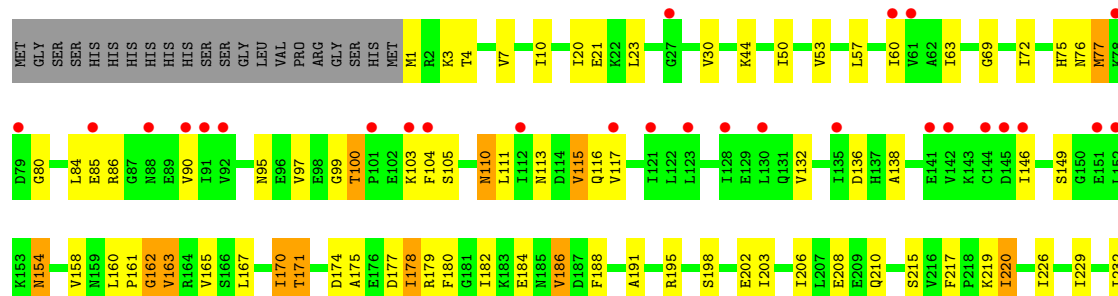 MET GLY SER SER HIS HIS HIS HIS HIS HIS SER SER GLY LEU VAL PRO ARG GLY SER HIS MET M1 R2 K3 T4 V7 I10 I20 E21 K22 L23 G27 V30 K44 I50 V53 L57 I60 V61 A62 I63 G69 I72 H75 N76 M77 K78
D79 G80 L84 E85 R86 G87 N88 E89 V90 I91 V92 N95 E96 V97 E98 G99 T100 P101 E102 K103 F104 S105 N110 L111 I112 N113 D114 V115 Q116 V117 I121 L122 L123 I128 E129 L130 Q131 V132 I135 D136 H137 A138 E141 V142 K143 C144 D145 I146 S149 G150 E151 L152
K153 N154 V158 N159 L160 P161 G162 V163 R164 V165 S166 L167 I170 T171 D174 A175 E176 D177 I178 R179 F180 G181 I182 K183 E184 N185 V186 D187 F188 A191 R195 S198 E202 I203 I206 L207 E208 E209 Q210 S215 V216 F217 P218 K219 I220 I226 I229